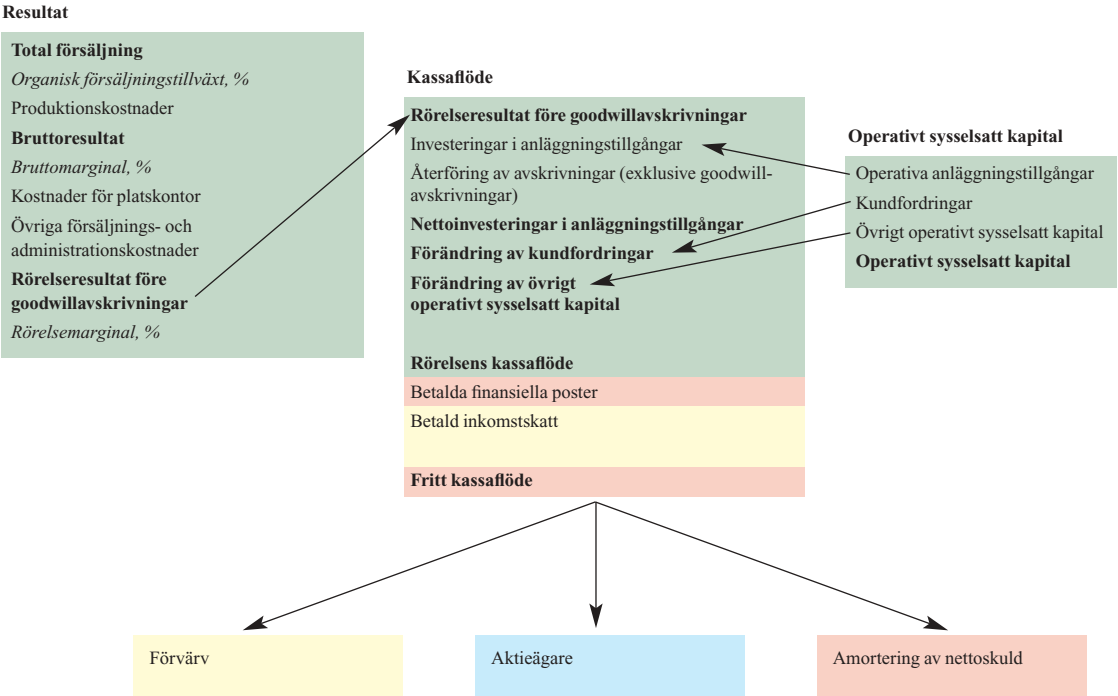 Resultat
Total försäljning
Organisk försäljningstillväxt, %
Produktionskostnader
Bruttoresultat
Bruttomarginal, %
Kostnader för platskontor
Övriga försäljnings- och
administrationskostnader
Rörelseresultat före
goodwillavskrivningar
Rörelsemarginal, %
Kassaflöde
Rörelseresultat före goodwillavskrivningar
Investeringar i anläggningstillgångar
Återföring av avskrivningar (exklusive goodwill-
avskrivningar)
Nettoinvesteringar i anläggningstillgångar
Förändring av kundfordringar
Förändring av övrigt
operativt sysselsatt kapital
Rörelsens kassaflöde
Betalda finansiella poster
Betald inkomstskatt
Fritt kassaflöde
Operativt sysselsatt kapital
Operativa anläggningstillgångar
Kundfordringar
Övrigt operativt sysselsatt kapital
Operativt sysselsatt kapital
Förvärv
Aktieägare
Amortering av nettoskuld